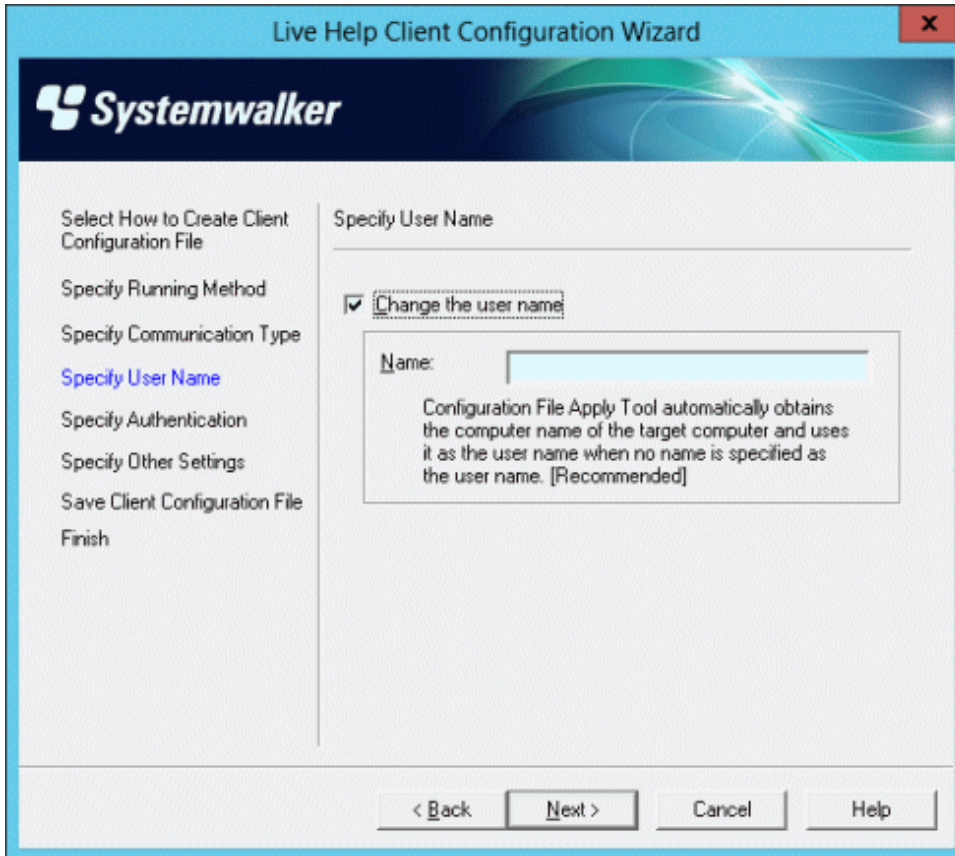 Live Help Client Configuration Wizard
x
Systemwalker
Select How to Create Client
Configuration File
Specify Running Method
Specify Communication Type
Specify User Name
Specify Authentication
Specify Other Settings
Save Client Configuration File
Finish
Specify User Name
Change the user name
Name:
Configuration File Apply Tool automatically obtains
the computer name of the target computer and uses
it as the user name when no name is specified as
the user name. [Recommended]
< Back
Next >
Cancel
Help